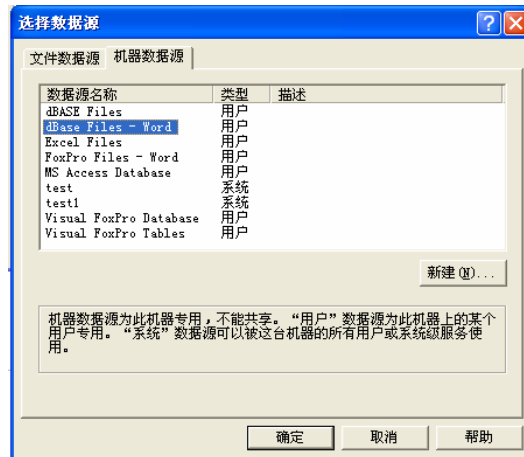 选择数据源
文件数据源 机器数据源
数据源名称 类型 描述
dBASE Files 用户
dBase Files - Word 用户
Excel Files 用户
FoxPro Files - Word 用户
MS Access Database 用户
test 系统
test1 系统
Visual FoxPro Database 用户
Visual FoxPro Tables 用户
新建(N)...
机器数据源为此机器专用，不能共享。“用户”数据源为此机器上的某个
用户专用。“系统”数据源可以被这台机器的所有用户或系统级服务使
用。
确定 取消 帮助